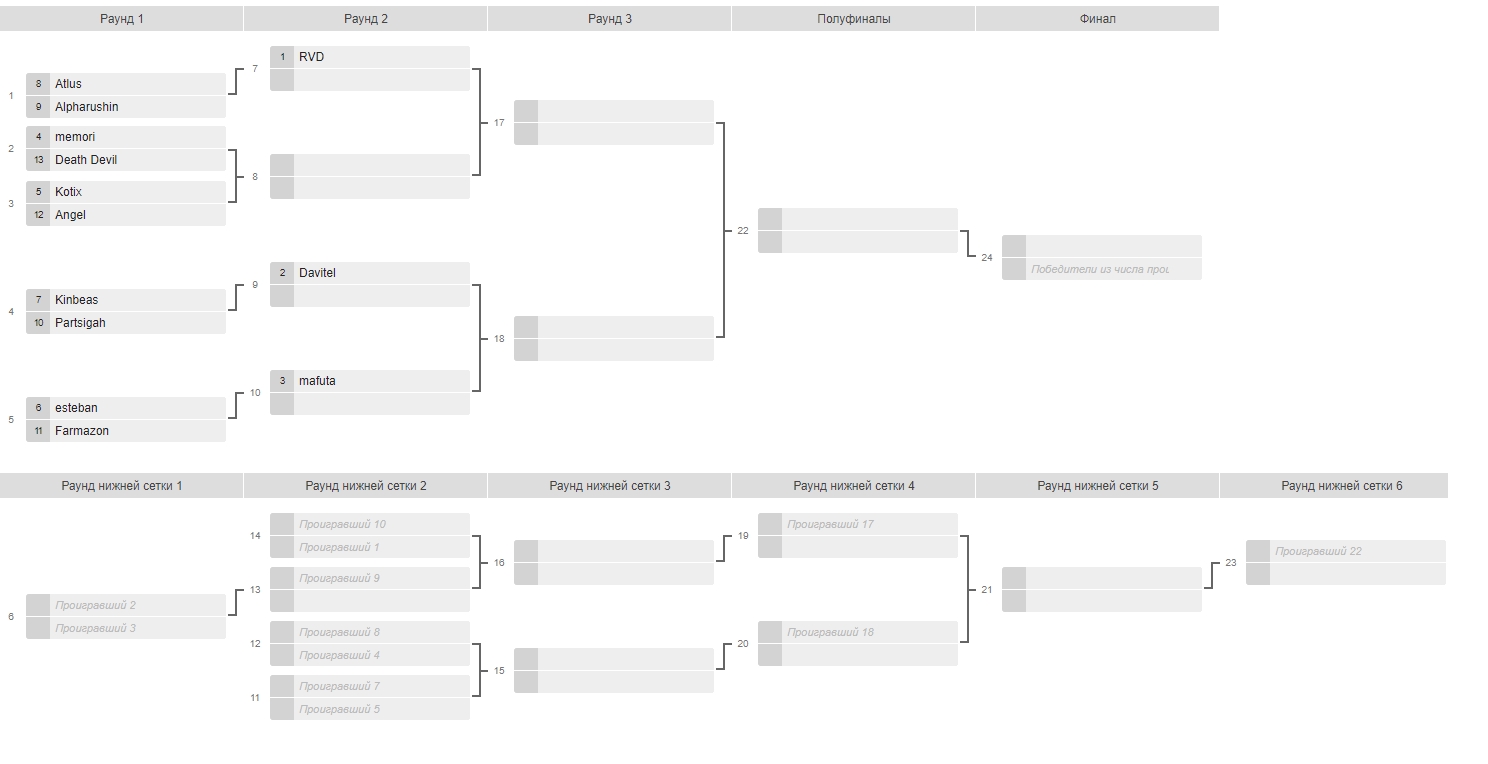 Раунд 1 Раунд 2 Раунд 3 Полуфиналы Финал
1 RVD
7
8 Atlus
1
9 Alpharushin
17
4 memori
2
13 Death Devil
8
5 Kotix
3
12 Angel
22
24
Победители из числа прои
2 Davitel
9
7 Kinbeas
4
10 Partsigah
18
3 mafuta
10
6 esteban
5
11 Farmazon
Раунд нижней сетки 1 Раунд нижней сетки 2 Раунд нижней сетки 3 Раунд нижней сетки 4 Раунд нижней сетки 5 Раунд нижней сетки 6
Проигравший 10 Проигравший 17
14 19
Проигравший 1 Проигравший 22
16 23
Проигравший 9
13 21
Проигравший 2
6
Проигравший 3 Проигравший 8 Проигравший 18
12 20
Проигравший 4
15
Проигравший 7
11
Проигравший 5